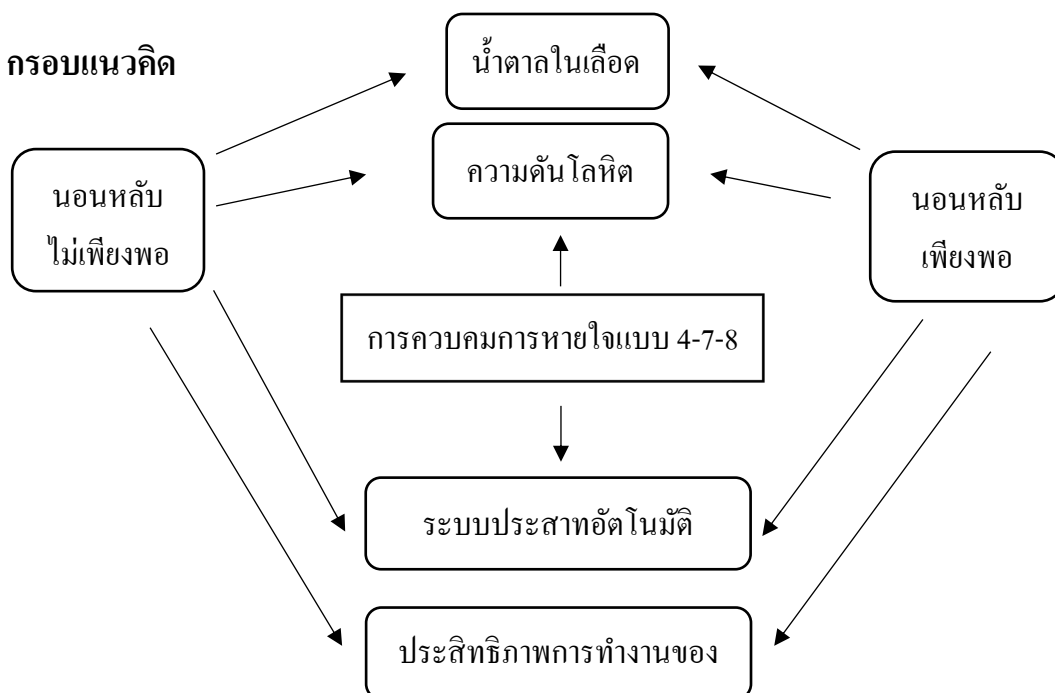 กรอบแนวคิด
น้ำตาลในเลือด
ความดันโลหิต
นอนหลับ
ไม่เพียงพอ
นอนหลับ
เพียงพอ
การควบคมการหายใจแบบ 4-7-8
ระบบประสาทอัตโนมัติ
ประสิทธิภาพการทำงานของ